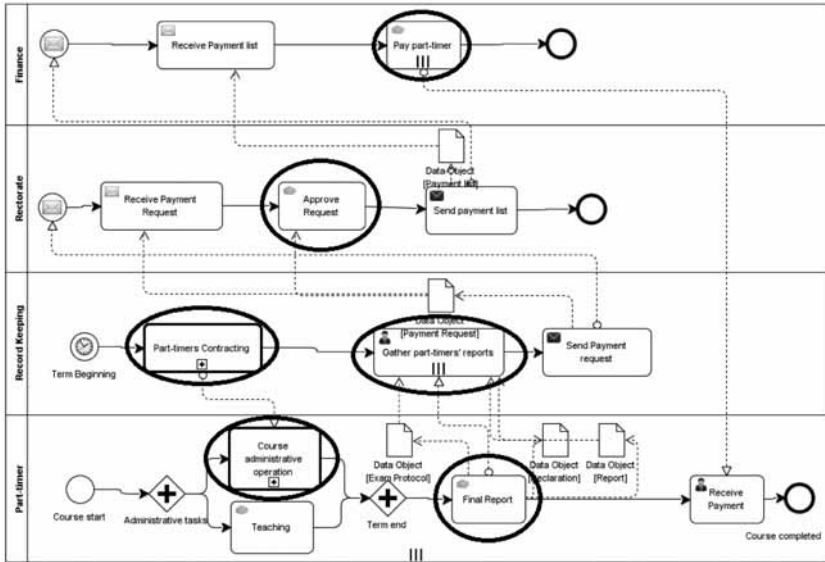 Finance
Receive Payment list
Pay part-timer
Rectorate
Receive Payment
Request
Approve
Request
Data Object
[Payment list]
Send payment list
Record Keeping
Term Beginning
Part-timers Contracting
Data Object
[Payment Request]
Gather part-timers' reports
Send Payment
request
Part-timer
Course start
Administrative tasks
Course
administrative
operation
Teaching
Term end
Data Object
[Exam Protocol]
Final Report
Data Object
[Declaration]
Data Object
[Report]
Receive
Payment
Course completed